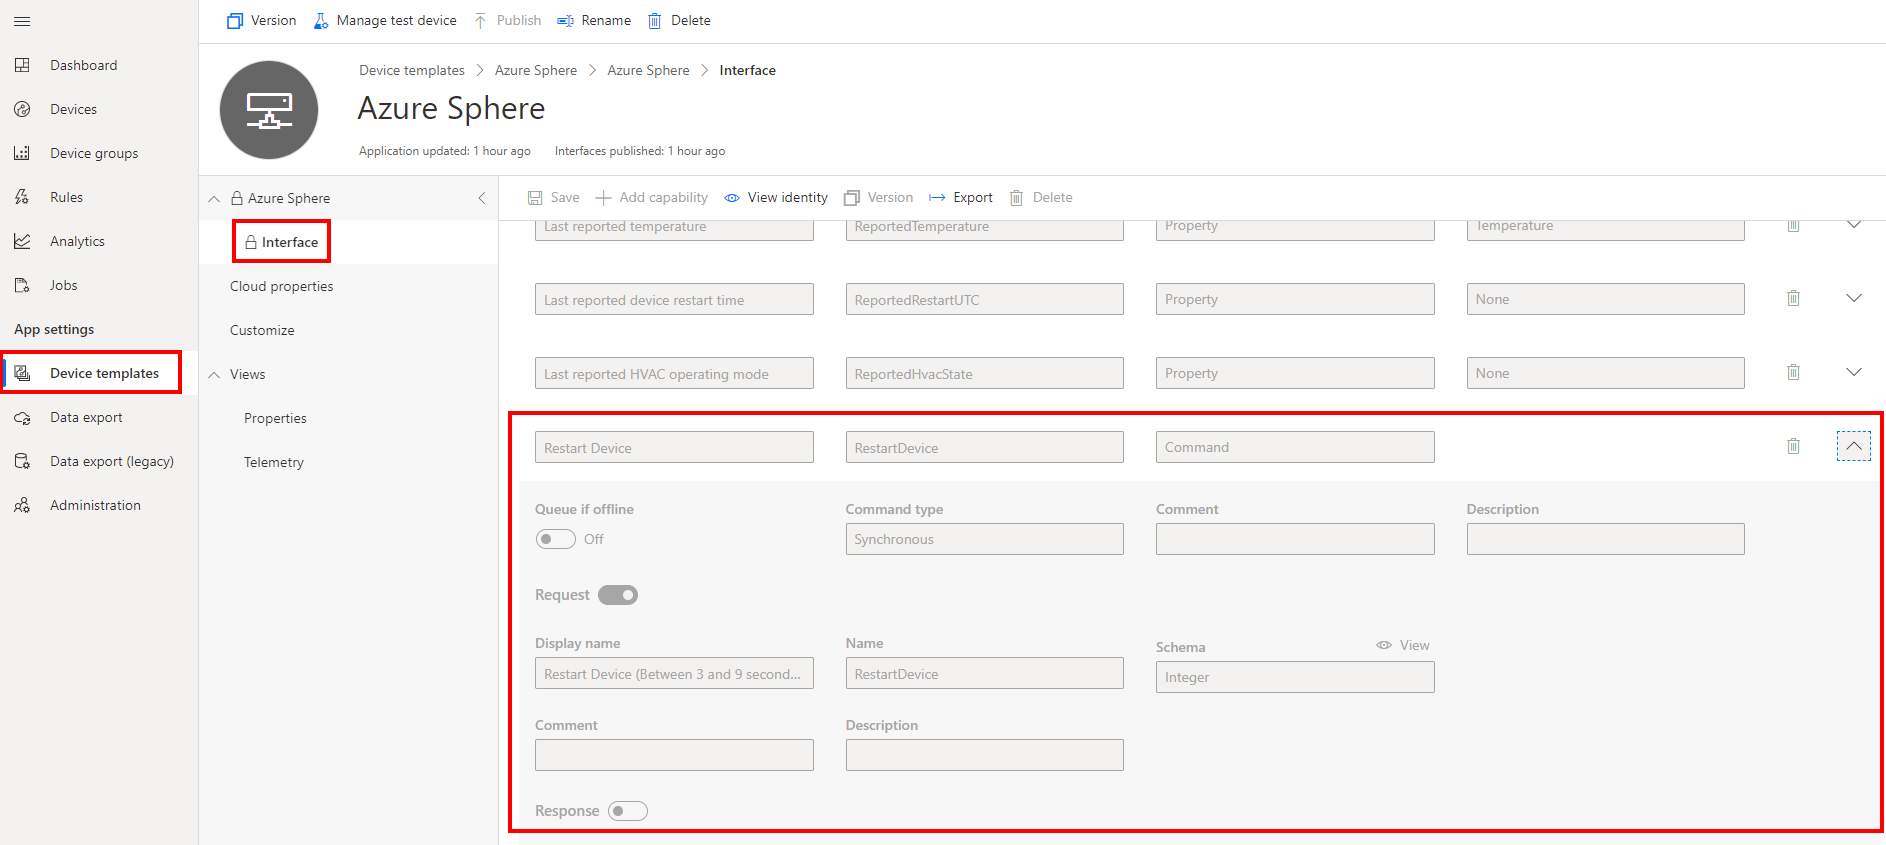 Version Manage test device Publish Rename Delete
Dashboard
Devices
Device groups
Rules
Analytics
Jobs
App settings
Device templates
Data export
Data export (legacy)
Administration
Device templates Azure Sphere Azure Sphere Interface
Azure Sphere
Application updated: 1 hour ago Interfaces published: 1 hour ago
Azure Sphere
Interface
Cloud properties
Customize
Views
Properties
Telemetry
Save Add capability View identity Version Export Delete
Last reported temperature ReportedTemperature Property Temperature
Last reported device restart time ReportedRestartUTC Property None
Last reported HVAC operating mode ReportedHvacState Property None
Restart Device RestartDevice Command
Queue if offline Command type Comment Description
Off Synchronous
Request
Display name Name Schema View
Restart Device (Between 3 and 9 second... RestartDevice Integer
Comment Description
Response